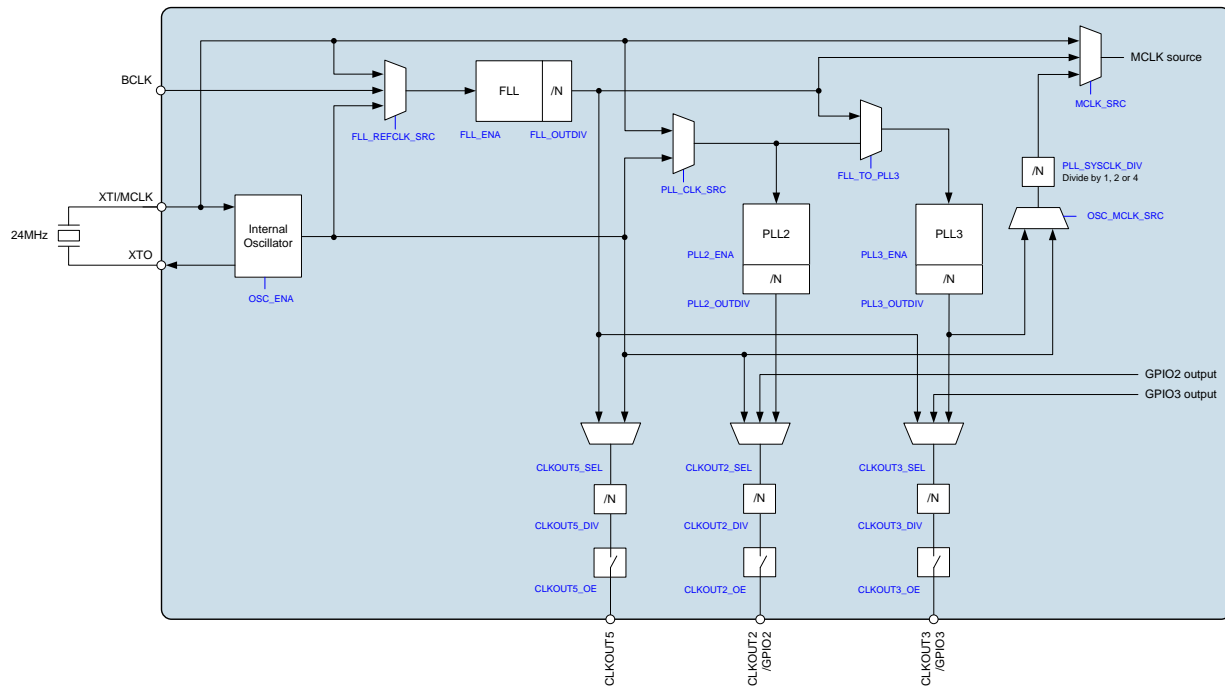 MCLK source
BCLK
FLL
/N
MCLK_SRC
FLL_REFCLK_SRC
FLL_ENA
FLL_OUTDIV
PLL_SYSCLK_DIV
Divide by 1, 2 or 4
/N
PLL_CLK_SRC
FLL_TO_PLL3
XTI/MCLK
24MHz
XTO
Internal
Oscillator
OSC_ENA
OSC_MCLK_SRC
PLL2
PLL2_ENA
/N
PLL2_OUTDIV
PLL3
PLL3_ENA
/N
PLL3_OUTDIV
GPIO2 output
GPIO3 output
CLKOUT5_SEL
CLKOUT2_SEL
CLKOUT3_SEL
/N
/N
/N
CLKOUT5_DIV
CLKOUT2_DIV
CLKOUT3_DIV
CLKOUT5_OE
CLKOUT2_OE
CLKOUT3_OE
CLKOUT5
CLKOUT2
/GPIO2
CLKOUT3
/GPIO3